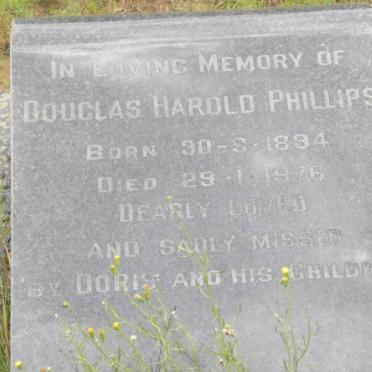 In Loving Memory of
Douglas Harold Phillips
Born 30-3-1894
Died 29-1-1976
Dearly Loved
and Sadly Missed
by Doris and his